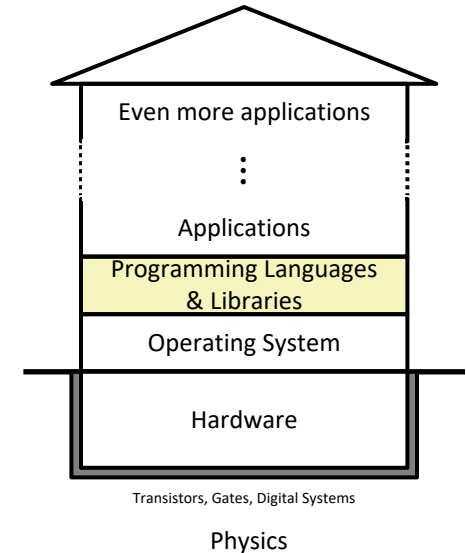 Even more applications
⋮
Applications
Programming Languages
& Libraries
Operating System
Hardware
Transistors, Gates, Digital Systems
Physics